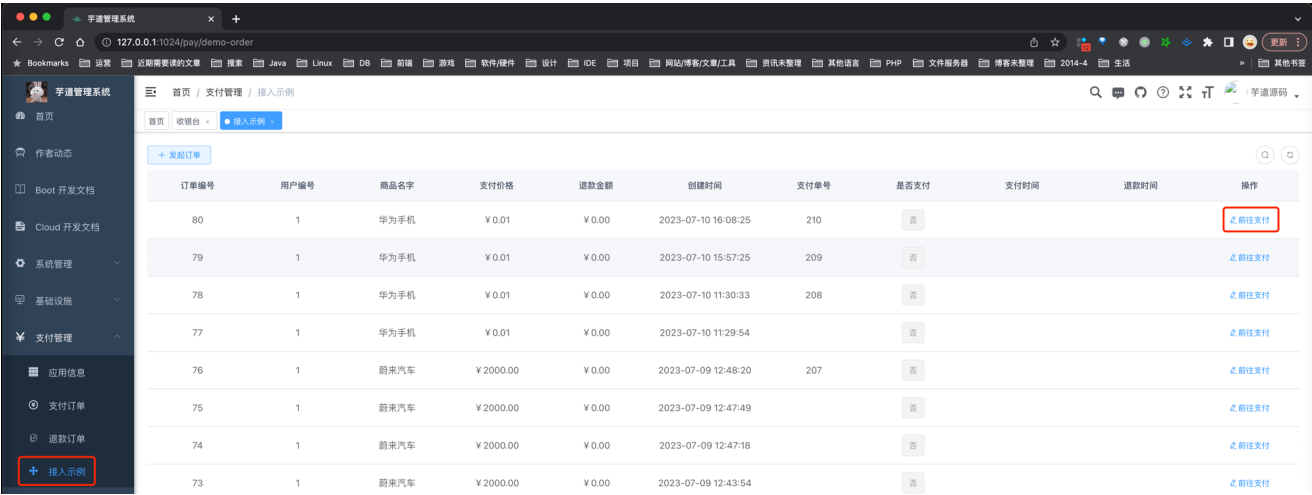 芋道管理系统
127.0.0.1:1024/pay/demo-order
12
更新
Bookmarks 运营 近期需要读的文章 搜索 Java Linux DB 前端 游戏 软件/硬件 设计 IDE 项目 网站/博客/文章/工具 资讯未整理 其他语言 PHP 文件服务器 博客未整理 2014-4 生活 » 其他书签
芋道管理系统
首页 / 支付管理 / 接入示例
芋道源码
首页
首页 收银台 × 接入示例 ×
作者动态
Boot 开发文档
Cloud 开发文档
系统管理
基础设施
支付管理
应用信息
支付订单
退款订单
接入示例
+ 发起订单
订单编号 用户编号 商品名字 支付价格 退款金额 创建时间 支付单号 是否支付 支付时间 退款时间 操作
80 1 华为手机 ¥0.01 ¥0.00 2023-07-10 16:08:25 210 否 前往支付
79 1 华为手机 ¥0.01 ¥0.00 2023-07-10 15:57:25 209 否 前往支付
78 1 华为手机 ¥0.01 ¥0.00 2023-07-10 11:30:33 208 否 前往支付
77 1 华为手机 ¥0.01 ¥0.00 2023-07-10 11:29:54 否 前往支付
76 1 蔚来汽车 ¥2000.00 ¥0.00 2023-07-09 12:48:20 207 否 前往支付
75 1 蔚来汽车 ¥2000.00 ¥0.00 2023-07-09 12:47:49 否 前往支付
74 1 蔚来汽车 ¥2000.00 ¥0.00 2023-07-09 12:47:18 否 前往支付
73 1 蔚来汽车 ¥2000.00 ¥0.00 2023-07-09 12:43:54 否 前往支付